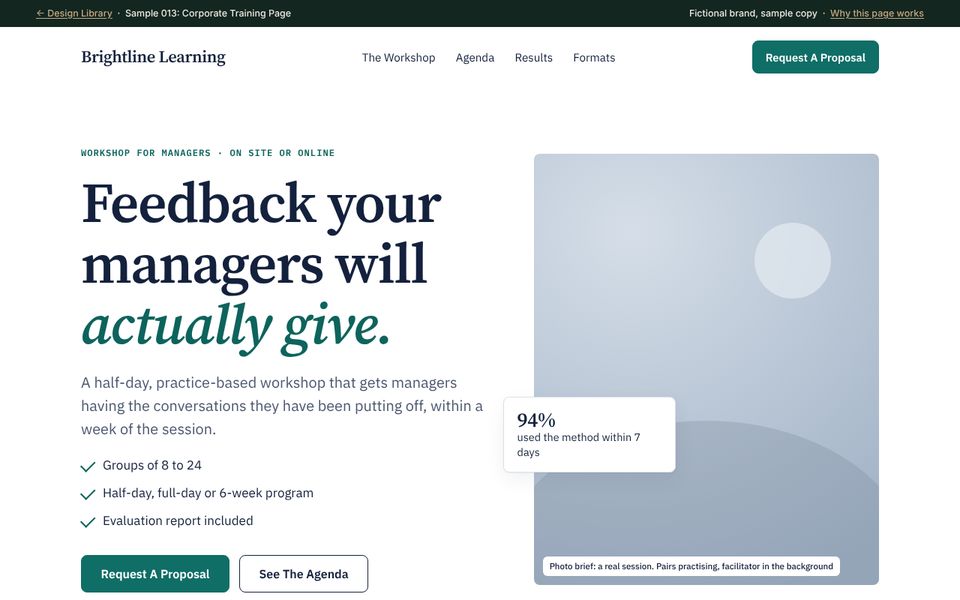 ← Design Library · Sample 013: Corporate Training Page
Fictional brand, sample copy · Why this page works
Brightline Learning
The Workshop
Agenda
Results
Formats
Request A Proposal
WORKSHOP FOR MANAGERS · ON SITE OR ONLINE
Feedback your
managers will
actually give.
A half-day, practice-based workshop that gets managers
having the conversations they have been putting off, within a
week of the session.
Groups of 8 to 24
Half-day, full-day or 6-week program
Evaluation report included
Request A Proposal
See The Agenda
94%
used the method within 7
days
Photo brief: a real session. Pairs practising, facilitator in the background